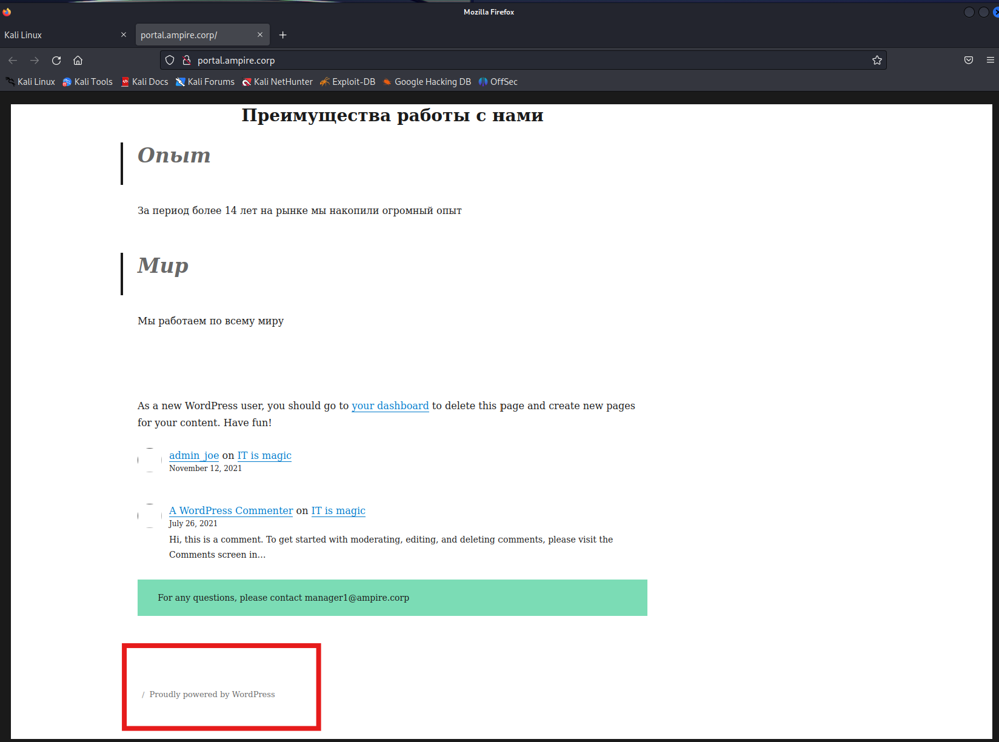 Mozilla Firefox
Kali Linux
portal.ampire.corp/
portal.ampire.corp
Kali Linux Kali Tools Kali Docs Kali Forums Kali NetHunter Exploit-DB Google Hacking DB OffSec
Преимущества работы с нами
Опыт
За период более 14 лет на рынке мы накопили огромный опыт
Мир
Мы работаем по всему миру
As a new WordPress user, you should go to your dashboard to delete this page and create new pages
for your content. Have fun!
admin_joe on IT is magic
November 12, 2021
A WordPress Commenter on IT is magic
July 26, 2021
Hi, this is a comment. To get started with moderating, editing, and deleting comments, please visit the
Comments screen in…
For any questions, please contact manager1@ampire.corp
/ Proudly powered by WordPress